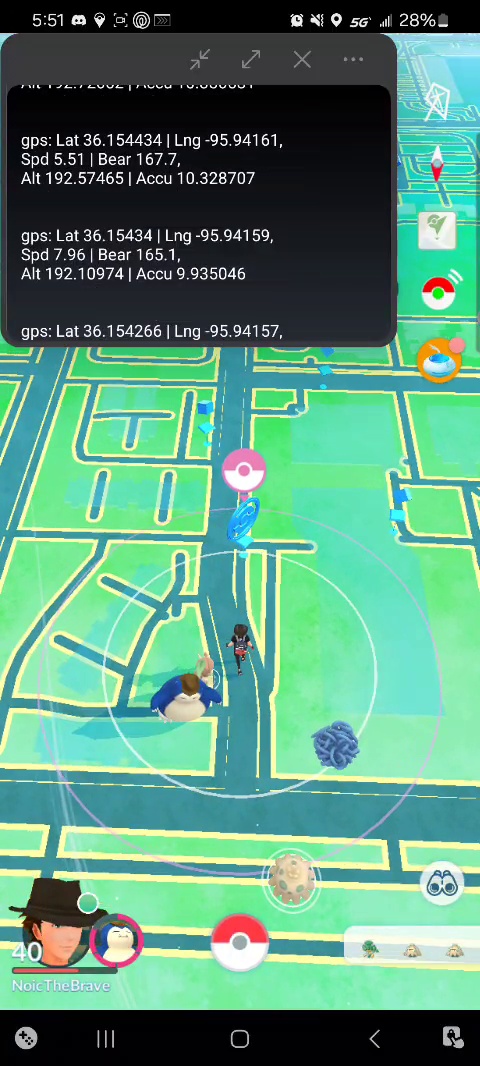 5:51
5G
28%
gps: Lat 36.154434 | Lng -95.94161,
Spd 5.51 | Bear 167.7,
Alt 192.57465 | Accu 10.328707
gps: Lat 36.15434 | Lng -95.94159,
Spd 7.96 | Bear 165.1,
Alt 192.10974 | Accu 9.935046
gps: Lat 36.154266 | Lng -95.94157,
40
NoicTheBrave